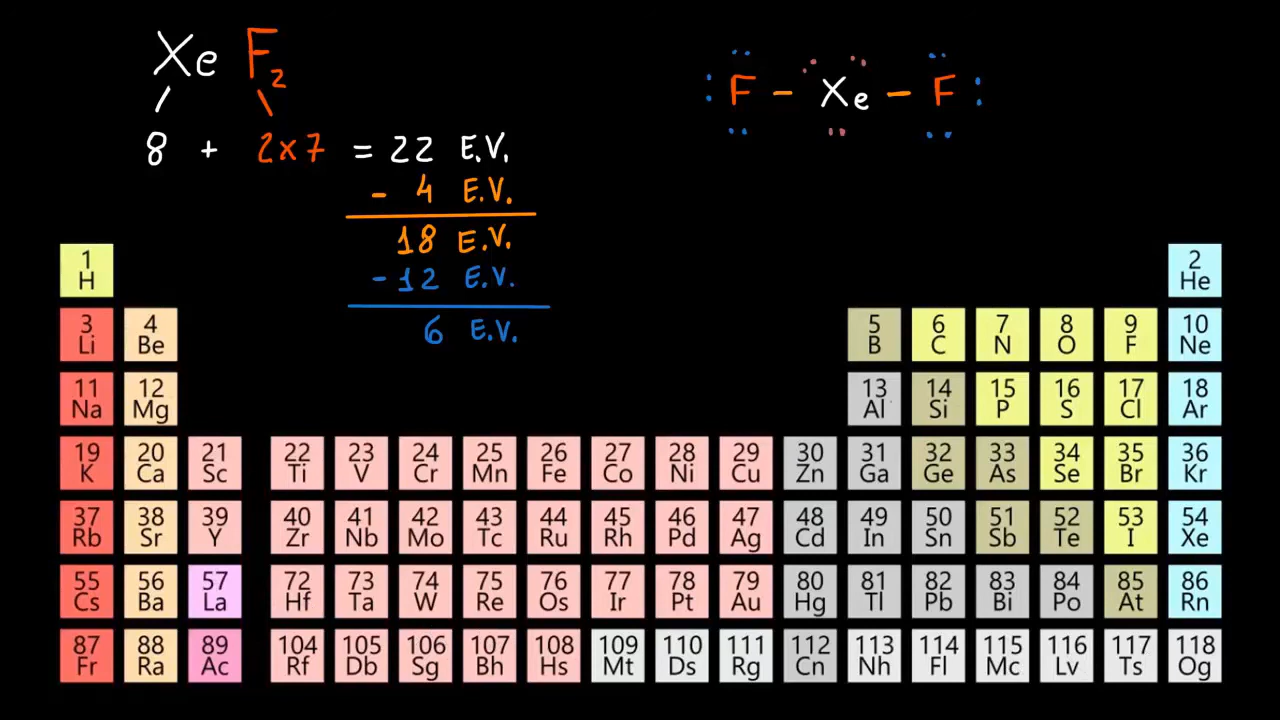 Xe F₂
8 + 2x7 = 22 E.V.
- 4 E.V.
18 E.V.
-12 E.V.
6 E.V.
F - Xe - F
1 2
H He
3 4 5 6 7 8 9 10
Li Be B C N O F Ne
11 12 13 14 15 16 17 18
Na Mg Al Si P S Cl Ar
19 20 21 22 23 24 25 26 27 28 29 30 31 32 33 34 35 36
K Ca Sc Ti V Cr Mn Fe Co Ni Cu Zn Ga Ge As Se Br Kr
37 38 39 40 41 42 43 44 45 46 47 48 49 50 51 52 53 54
Rb Sr Y Zr Nb Mo Tc Ru Rh Pd Ag Cd In Sn Sb Te I Xe
55 56 57 72 73 74 75 76 77 78 79 80 81 82 83 84 85 86
Cs Ba La Hf Ta W Re Os Ir Pt Au Hg Tl Pb Bi Po At Rn
87 88 89 104 105 106 107 108 109 110 111 112 113 114 115 116 117 118
Fr Ra Ac Rf Db Sg Bh Hs Mt Ds Rg Cn Nh Fl Mc Lv Ts Og